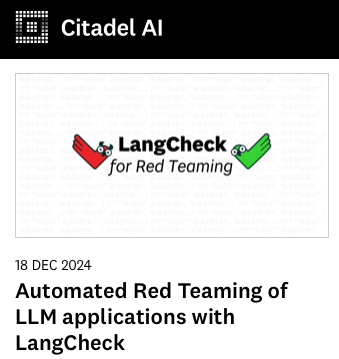 Citadel AI
LangCheck
for Red Teaming
18 DEC 2024
Automated Red Teaming of
LLM applications with
LangCheck